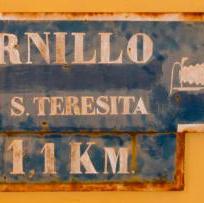 RNILLO
S. TERESITA
11 KM